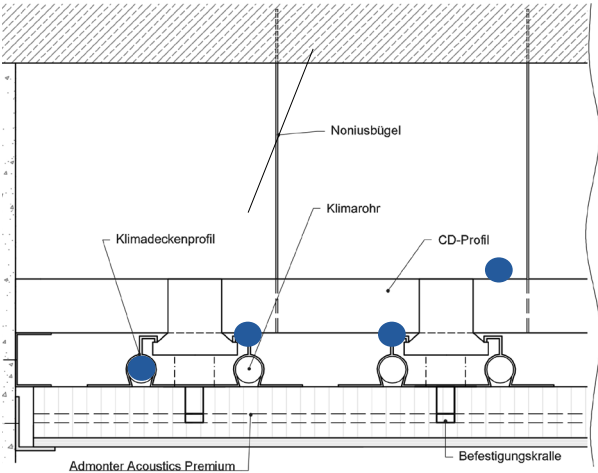 Noniusbügel
Klimarohr
Klimadeckenprofil
CD-Profil
Befestigungskralle
Admonter Acoustics Premium